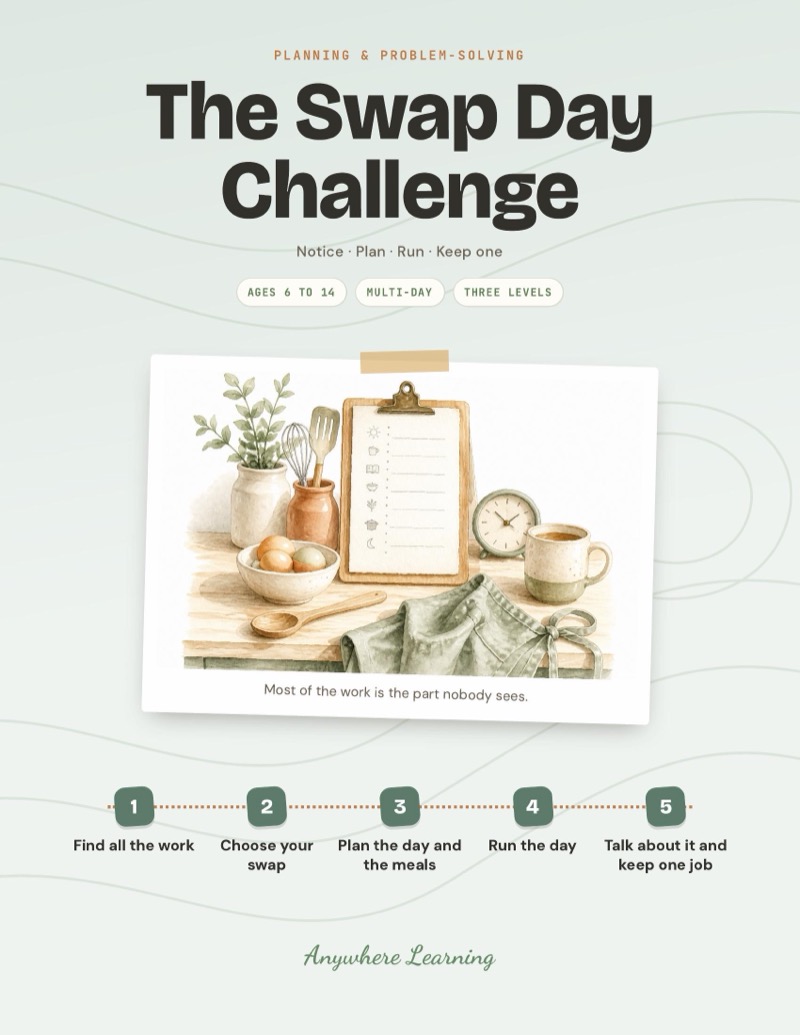 PLANNING & PROBLEM-SOLVING
The Swap Day
Challenge
Notice · Plan · Run · Keep one
AGES 6 TO 14
MULTI-DAY
THREE LEVELS
Most of the work is the part nobody sees.
1
2
3
4
5
Find all the work
Choose your
swap
Plan the day and
the meals
Run the day
Talk about it and
keep one job
Anywhere Learning